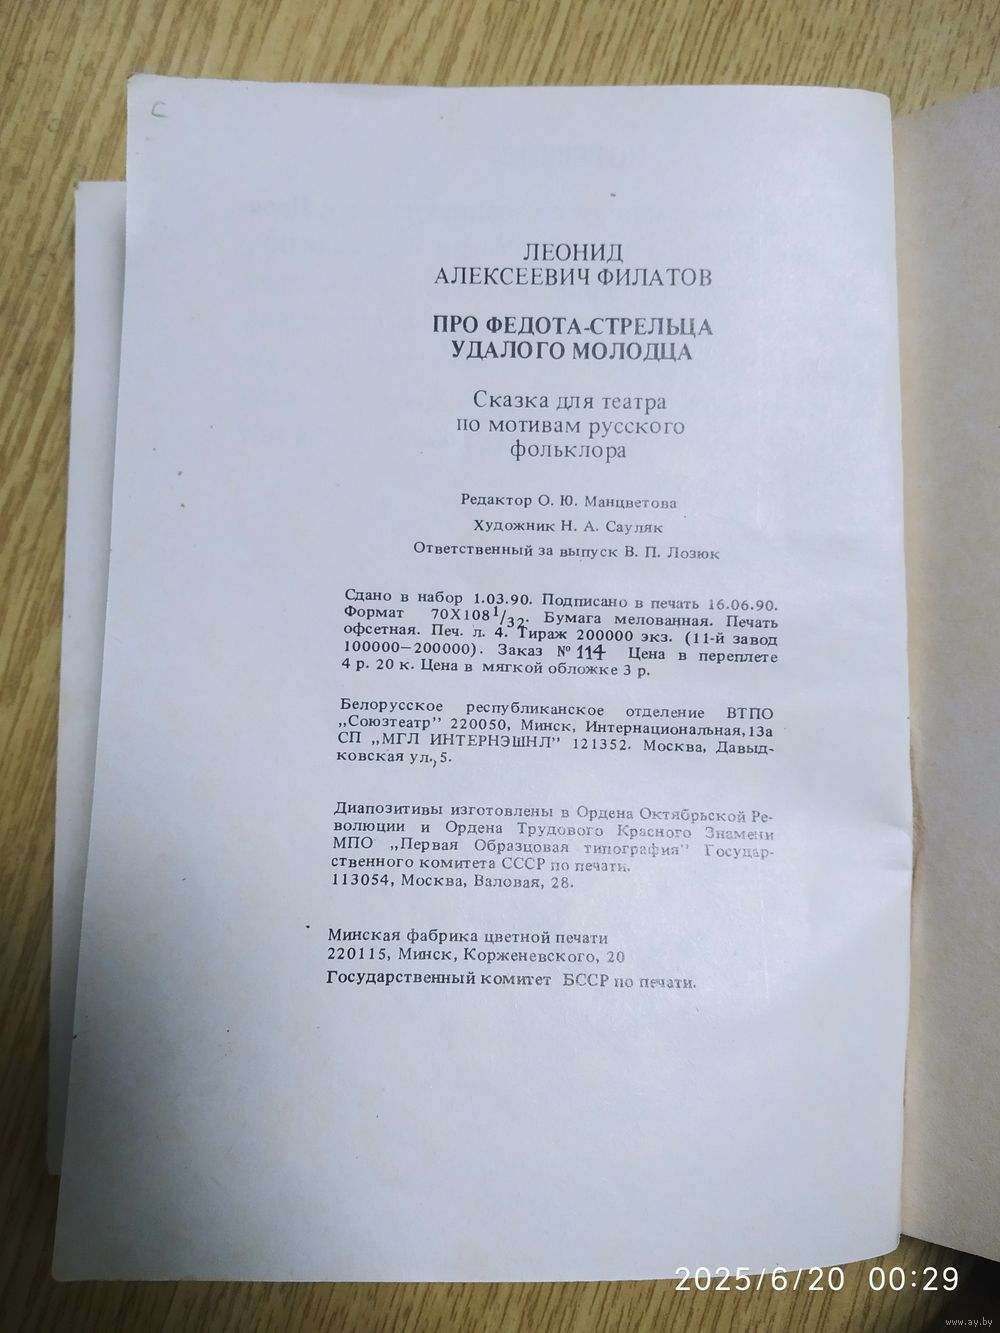 С
ЛЕОНИД
АЛЕКСЕЕВИЧ ФИЛАТОВ
ПРО ФЕДОТА-СТРЕЛЬЦА
УДАЛОГО МОЛОДЦА
Сказка для театра
по мотивам русского
фольклора
Редактор О. Ю. Манцветова
Художник Н. А. Сауляк
Ответственный за выпуск В. П. Лозюк
Сдано в набор 1.03.90. Подписано в печать 16.06.90.
Формат 70X108 1/32. Бумага мелованная. Печать
офсетная. Печ. л. 4. Тираж 200000 экз. (11-й завод
100000—200000). Заказ № 114 Цена в переплете
4 р. 20 к. Цена в мягкой обложке 3 р.
Белорусское республиканское отделение ВТПО
„Союзтеатр” 220050, Минск, Интернациональная, 13а
СП „МГЛ ИНТЕРНЭШНЛ” 121352. Москва, Давыд-
ковская ул., 5.
Диапозитивы изготовлены в Ордена Октябрьской Ре-
волюции и Ордена Трудового Красного Знамени
МПО „Первая Образцовая типография” Государ-
ственного комитета СССР по печати.
113054, Москва, Валовая, 28.
Минская фабрика цветной печати
220115, Минск, Корженевского, 20
Государственный комитет БССР по печати.
2025/6/20 00:29
www.ay.by